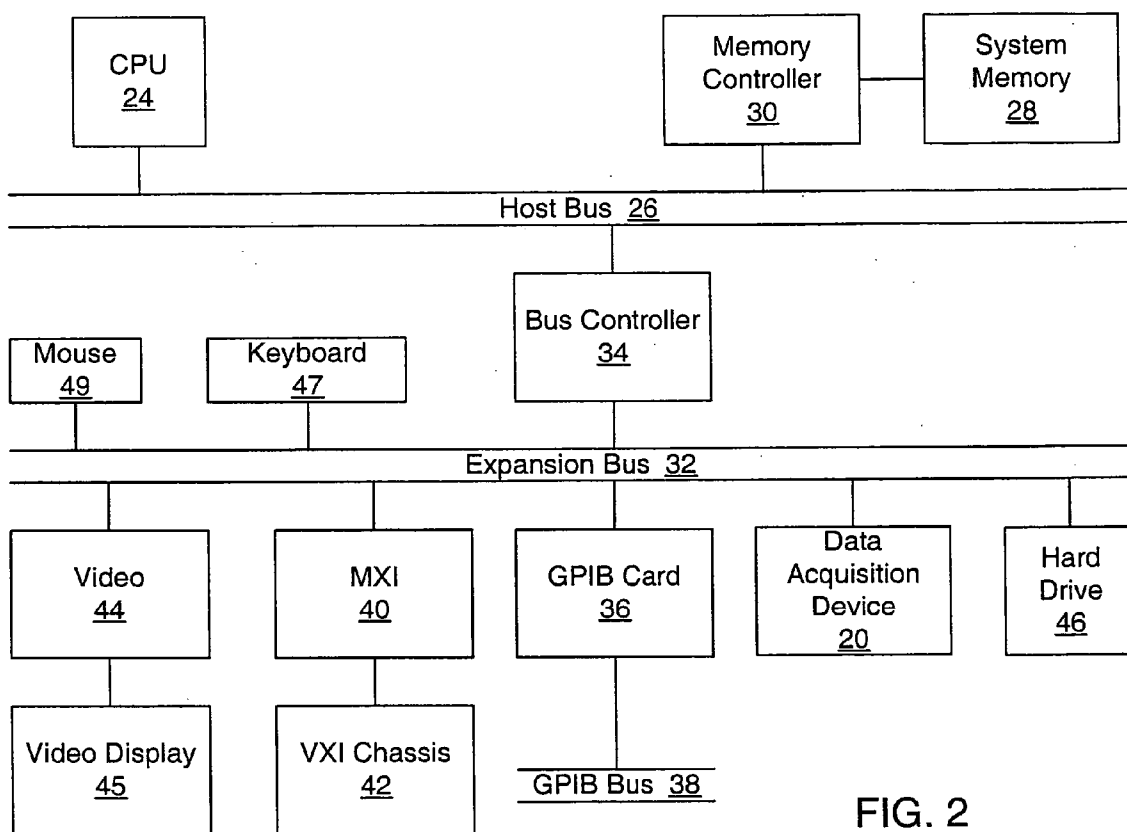 CPU
24
Memory
Controller
30
System
Memory
28
Host Bus 26
Bus Controller
34
Mouse
49
Keyboard
47
Expansion Bus 32
Video
44
MXI
40
GPIB Card
36
Data
Acquisition
Device
20
Hard
Drive
46
Video Display
45
VXI Chassis
42
GPIB Bus 38
FIG. 2